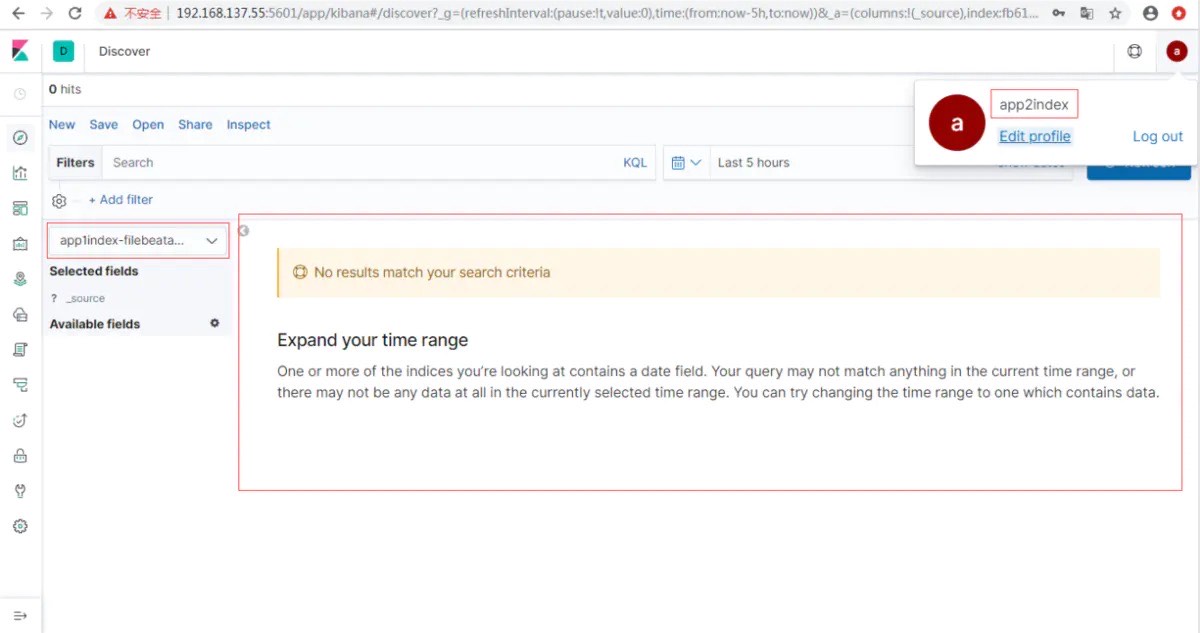 不安全 192.168.137.55:5601/app/kibana#/discover?_g=(refreshInterval:(pause:!t,value:0),time:(from:now-5h,to:now))&_a=(columns:!(_source),index:fb61...
D Discover a
0 hits
New Save Open Share Inspect
a
app2index
Edit profile Log out
Filters Search KQL Last 5 hours
+ Add filter
app1index-filebeata...
Selected fields
? _source
Available fields
No results match your search criteria
Expand your time range
One or more of the indices you're looking at contains a date field. Your query may not match anything in the current time range, or
there may not be any data at all in the currently selected time range. You can try changing the time range to one which contains data.